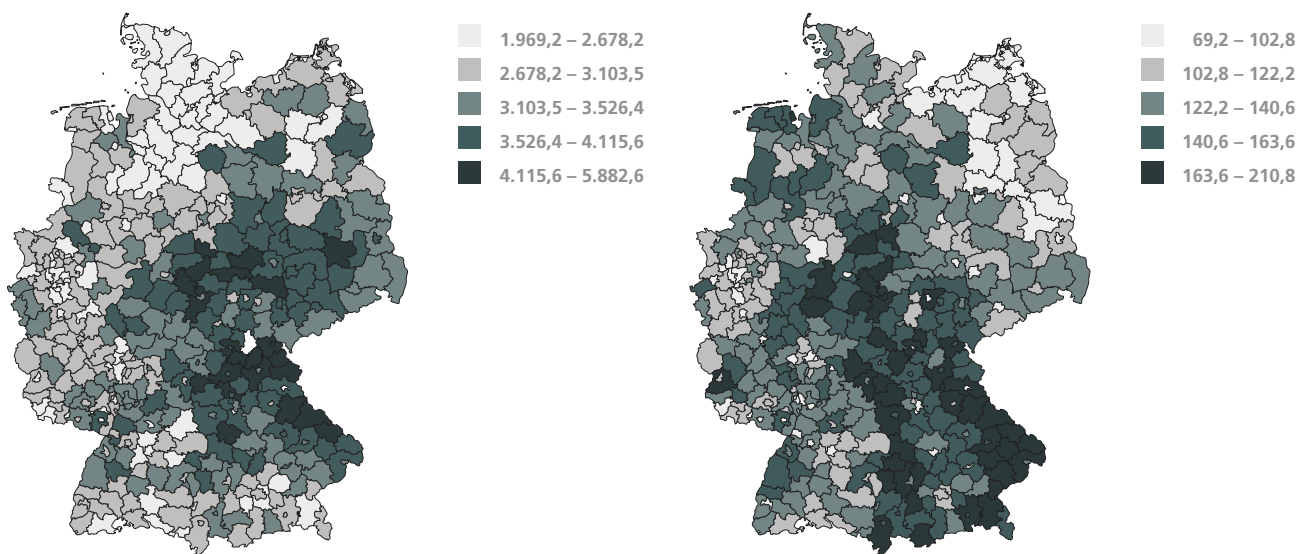 1.969,2 – 2.678,2
2.678,2 – 3.103,5
3.103,5 – 3.526,4
3.526,4 – 4.115,6
4.115,6 – 5.882,6
69,2 – 102,8
102,8 – 122,2
122,2 – 140,6
140,6 – 163,6
163,6 – 210,8